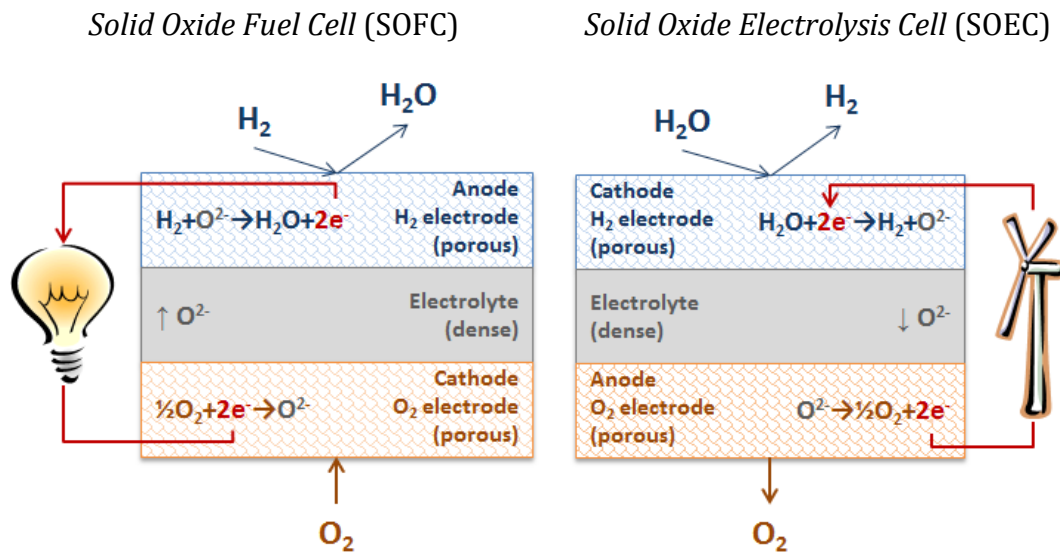 Solid Oxide Fuel Cell (SOFC)
H₂
H₂O
Anode
H₂ electrode
(porous)
H₂+O²⁻→H₂O+2e⁻
Electrolyte
(dense)
↑ O²⁻
Cathode
O₂ electrode
(porous)
½O₂+2e⁻→O²⁻
O₂
Solid Oxide Electrolysis Cell (SOEC)
H₂O
H₂
Cathode
H₂ electrode
(porous)
H₂O+2e⁻→H₂+O²⁻
Electrolyte
(dense)
↓ O²⁻
Anode
O₂ electrode
(porous)
O²⁻→½O₂+2e⁻
O₂